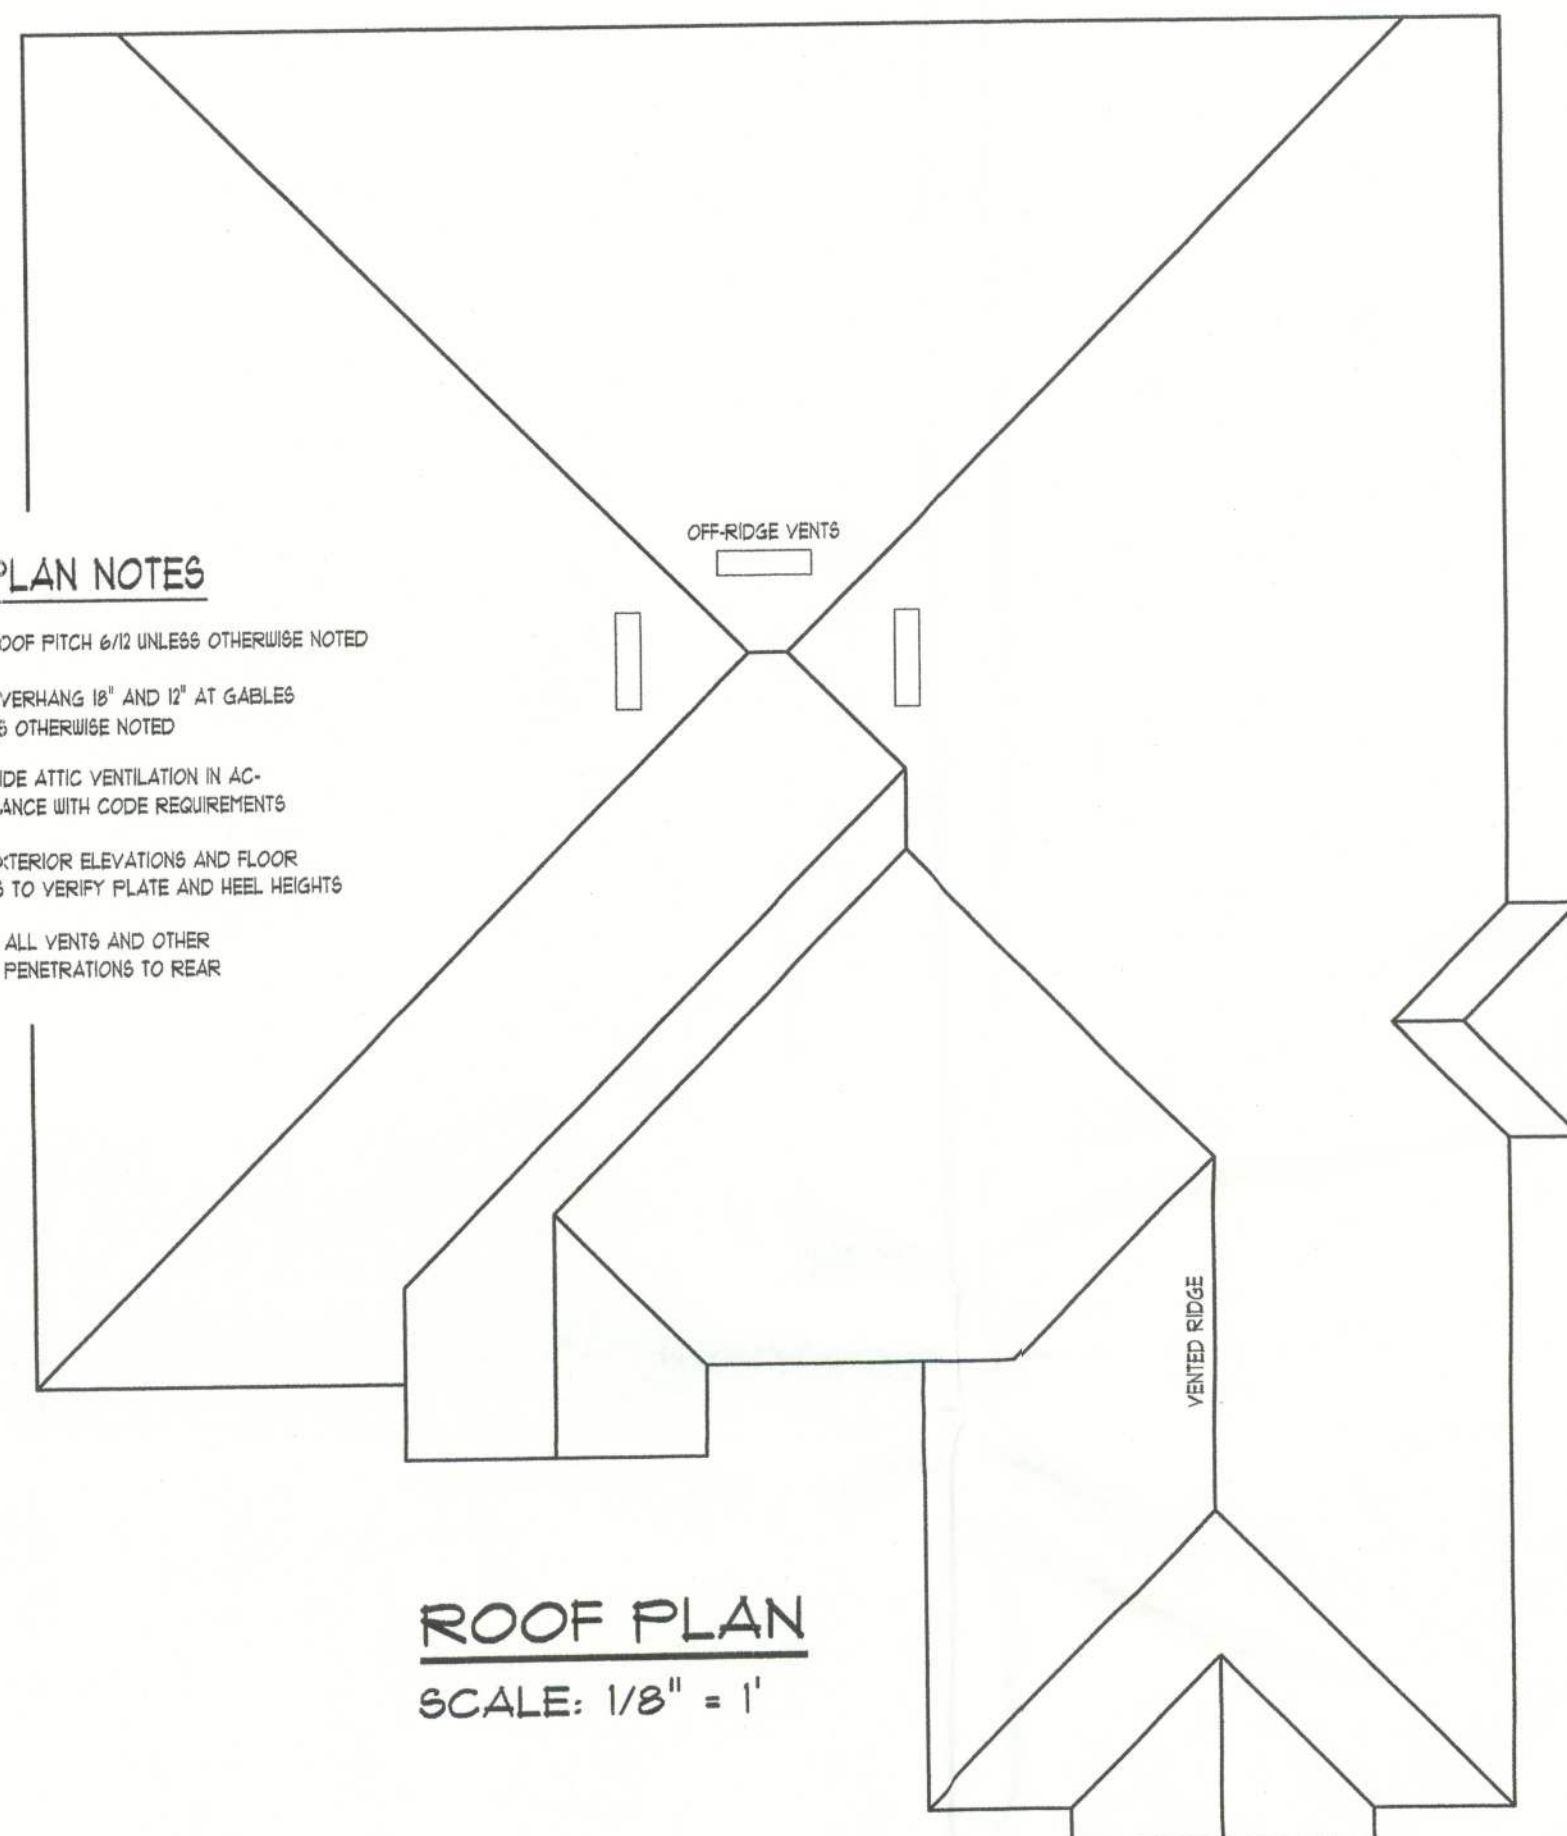 OFF-RIDGE VENTS
PLAN NOTES
OOF PITCH 6/12 UNLESS OTHERWISE NOTED
VERHANG 18" AND 12" AT GABLES
S OTHERWISE NOTED
IDE ATTIC VENTILATION IN AC-
ANCE WITH CODE REQUIREMENTS
XTERIOR ELEVATIONS AND FLOOR
S TO VERIFY PLATE AND HEEL HEIGHTS
ALL VENTS AND OTHER
PENETRATIONS TO REAR
VENTED RIDGE
ROOF PLAN
SCALE: 1/8" = 1'